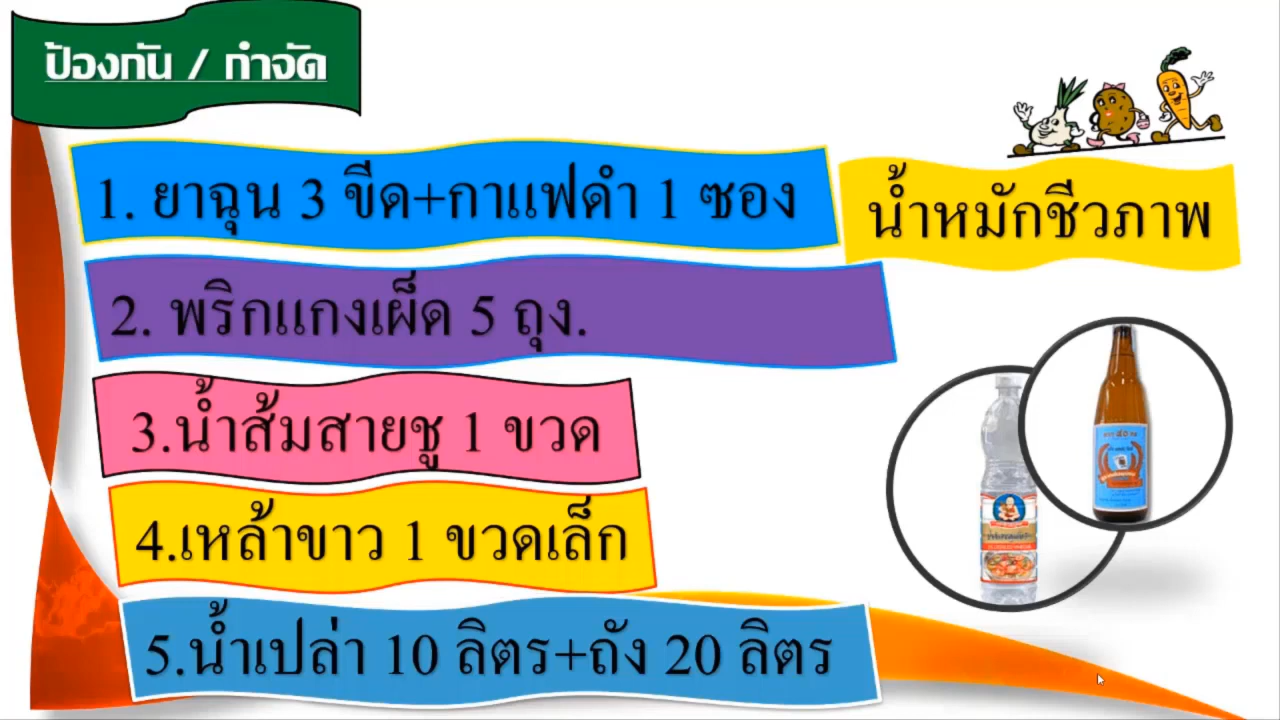 ป้องกัน / กำจัด
1. ยาฉุน 3 ขีด+กาแฟดำ 1 ซอง
น้ำหมักชีวภาพ
2. พริกแกงเผ็ด 5 ถุง.
3.น้ำส้มสายชู 1 ขวด
4.เหล้าขาว 1 ขวดเล็ก
5.น้ำเปล่า 10 ลิตร+ถัง 20 ลิตร